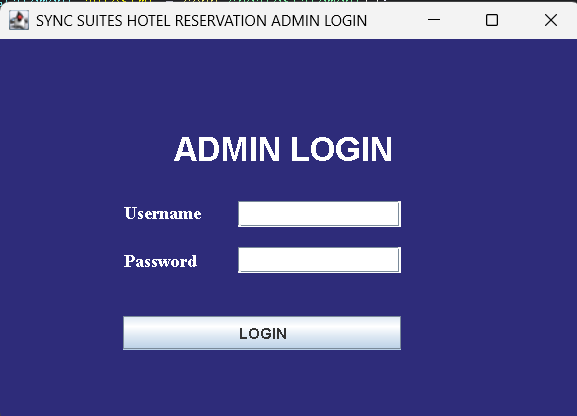 SYNC SUITES HOTEL RESERVATION ADMIN LOGIN
ADMIN LOGIN
Username
Password
LOGIN